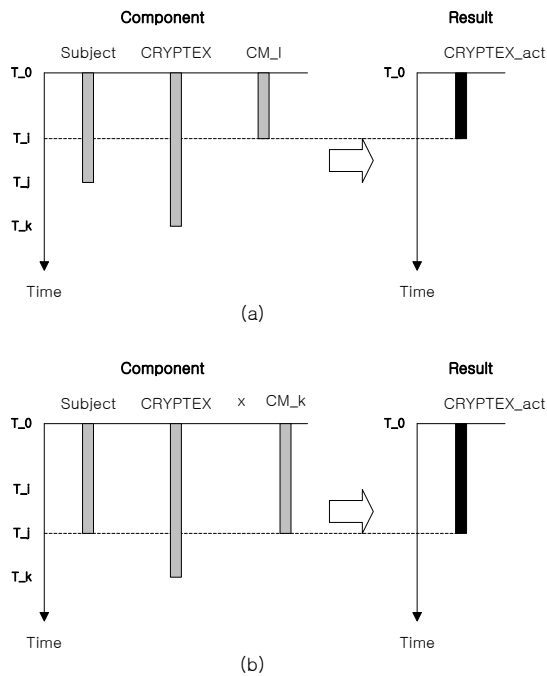 Component Result
Subject CRYPTEX CM_l CRYPTEX_act
T_0 T_0
T_i
T_j
T_k
Time Time
(a)
Component Result
Subject CRYPTEX x CM_k CRYPTEX_act
T_0 T_0
T_i
T_j
T_k
Time Time
(b)